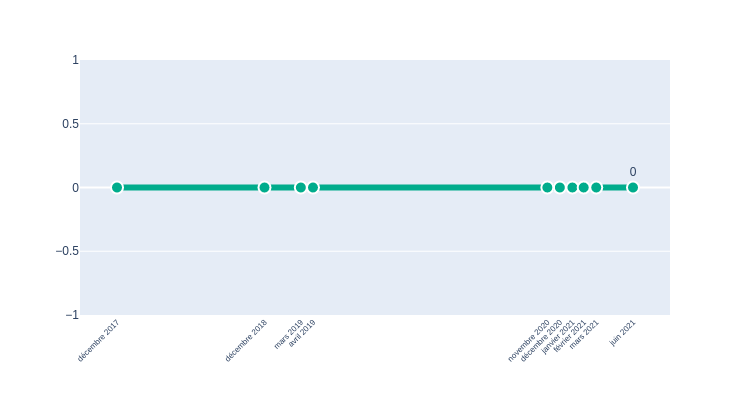 1
0.5
0
−0.5
−1
0
décembre 2017
décembre 2018
mars 2019
avril 2019
novembre 2020
décembre 2020
janvier 2021
février 2021
mars 2021
juin 2021